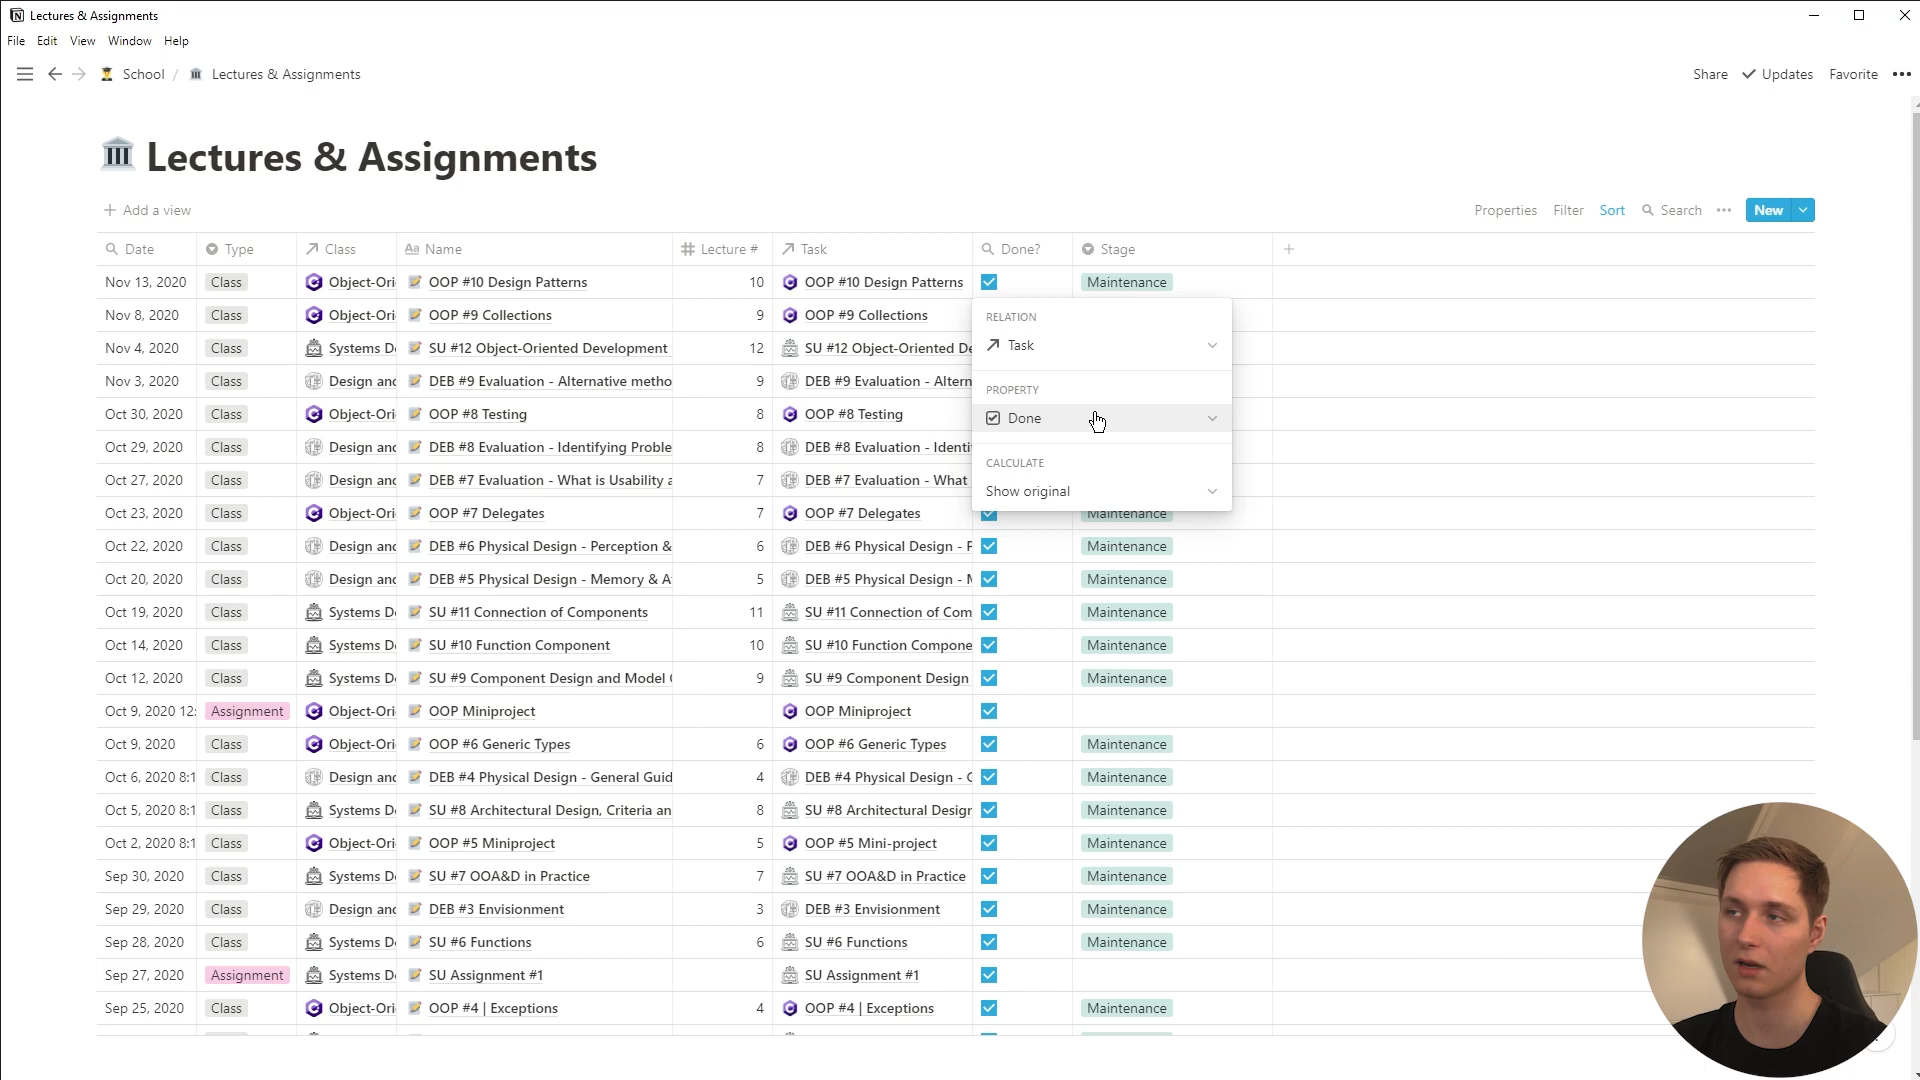 Lectures & Assignments
File Edit View Window Help
School / Lectures & Assignments Share Updates Favorite
Lectures & Assignments
Add a view Properties Filter Sort Search New
Date Type Class Aa Name Lecture # Task Done? Stage
Nov 13, 2020 Class Object-Ori OOP #10 Design Patterns 10 OOP #10 Design Patterns Maintenance
Nov 8, 2020 Class Object-Ori OOP #9 Collections 9 OOP #9 Collections RELATION
Nov 4, 2020 Class Systems D SU #12 Object-Oriented Development 12 SU #12 Object-Oriented De Task
Nov 3, 2020 Class Design and DEB #9 Evaluation - Alternative metho 9 DEB #9 Evaluation - Altern PROPERTY
Oct 30, 2020 Class Object-Ori OOP #8 Testing 8 OOP #8 Testing Done
Oct 29, 2020 Class Design and DEB #8 Evaluation - Identifying Proble 8 DEB #8 Evaluation - Identi CALCULATE
Oct 27, 2020 Class Design and DEB #7 Evaluation - What is Usability a 7 DEB #7 Evaluation - What Show original
Oct 23, 2020 Class Object-Ori OOP #7 Delegates 7 OOP #7 Delegates Maintenance
Oct 22, 2020 Class Design and DEB #6 Physical Design - Perception & 6 DEB #6 Physical Design - P Maintenance
Oct 20, 2020 Class Design and DEB #5 Physical Design - Memory & A 5 DEB #5 Physical Design - M Maintenance
Oct 19, 2020 Class Systems D SU #11 Connection of Components 11 SU #11 Connection of Com Maintenance
Oct 14, 2020 Class Systems D SU #10 Function Component 10 SU #10 Function Compone Maintenance
Oct 12, 2020 Class Systems D SU #9 Component Design and Model 9 SU #9 Component Design Maintenance
Oct 9, 2020 12: Assignment Object-Ori OOP Miniproject OOP Miniproject
Oct 9, 2020 Class Object-Ori OOP #6 Generic Types 6 OOP #6 Generic Types Maintenance
Oct 6, 2020 8:1 Class Design and DEB #4 Physical Design - General Guid 4 DEB #4 Physical Design - G Maintenance
Oct 5, 2020 8:1 Class Systems D SU #8 Architectural Design, Criteria an 8 SU #8 Architectural Design Maintenance
Oct 2, 2020 8:1 Class Object-Ori OOP #5 Miniproject 5 OOP #5 Mini-project Maintenance
Sep 30, 2020 Class Systems D SU #7 OOA&D in Practice 7 SU #7 OOA&D in Practice Maintenance
Sep 29, 2020 Class Design and DEB #3 Envisionment 3 DEB #3 Envisionment Maintenance
Sep 28, 2020 Class Systems D SU #6 Functions 6 SU #6 Functions Maintenance
Sep 27, 2020 Assignment Systems D SU Assignment #1 SU Assignment #1
Sep 25, 2020 Class Object-Ori OOP #4 | Exceptions 4 OOP #4 | Exceptions Maintenance